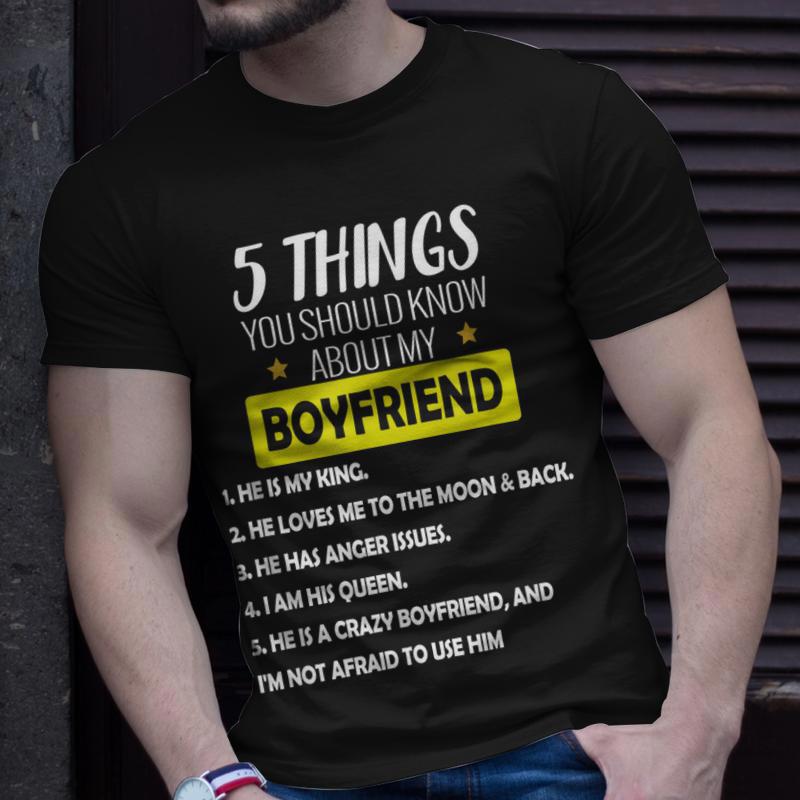 5 THINGS
YOU SHOULD KNOW
ABOUT MY
BOYFRIEND
1. HE IS MY KING.
2. HE LOVES ME TO THE MOON & BACK.
3. HE HAS ANGER ISSUES.
4. I AM HIS QUEEN.
5. HE IS A CRAZY BOYFRIEND, AND
I'M NOT AFRAID TO USE HIM